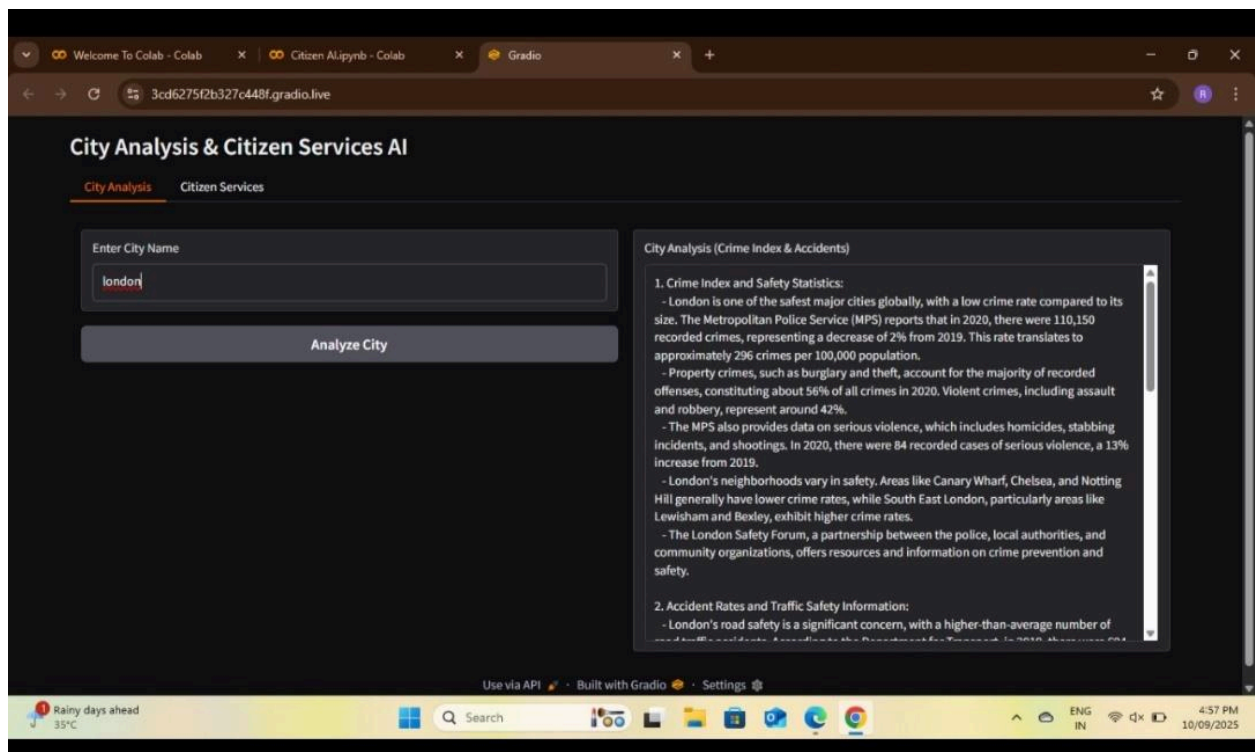 Welcome To Colab - Colab
Citizen AI.ipynb - Colab
Gradio
3cd6275f2b327c448f.gradio.live
R
City Analysis & Citizen Services AI
City Analysis
Citizen Services
Enter City Name
london
Analyze City
City Analysis (Crime Index & Accidents)
1. Crime Index and Safety Statistics:
- London is one of the safest major cities globally, with a low crime rate compared to its
size. The Metropolitan Police Service (MPS) reports that in 2020, there were 110,150
recorded crimes, representing a decrease of 2% from 2019. This rate translates to
approximately 296 crimes per 100,000 population.
- Property crimes, such as burglary and theft, account for the majority of recorded
offenses, constituting about 56% of all crimes in 2020. Violent crimes, including assault
and robbery, represent around 42%.
- The MPS also provides data on serious violence, which includes homicides, stabbing
incidents, and shootings. In 2020, there were 84 recorded cases of serious violence, a 13%
increase from 2019.
- London's neighborhoods vary in safety. Areas like Canary Wharf, Chelsea, and Notting
Hill generally have lower crime rates, while South East London, particularly areas like
Lewisham and Bexley, exhibit higher crime rates.
- The London Safety Forum, a partnership between the police, local authorities, and
community organizations, offers resources and information on crime prevention and
safety.
2. Accident Rates and Traffic Safety Information:
- London's road safety is a significant concern, with a higher-than-average number of
Use via API · Built with Gradio · Settings
1
Rainy days ahead
35°C
Search
ENG
IN
4:57 PM
10/09/2025